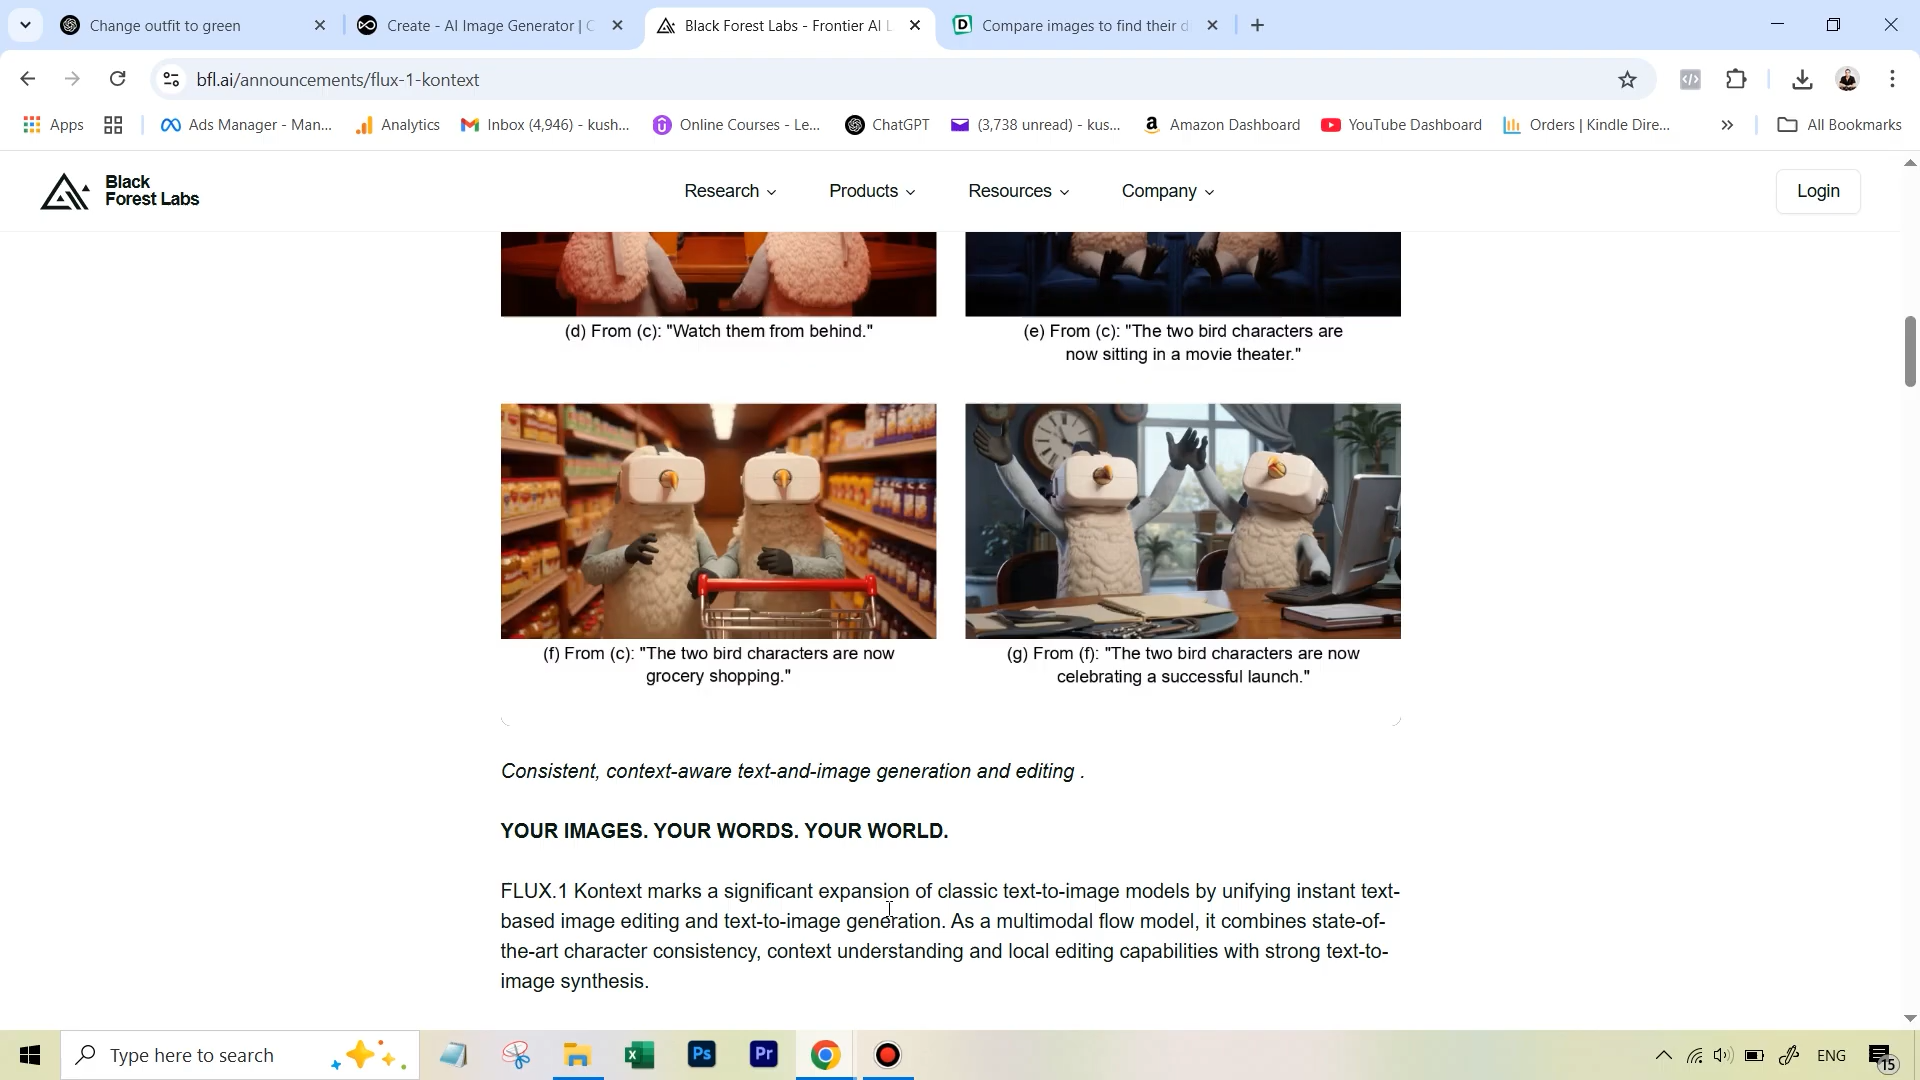 Change outfit to green
Create - AI Image Generator | C
Black Forest Labs - Frontier AI L
Compare images to find their d
bfl.ai/announcements/flux-1-kontext
Apps
Ads Manager - Man...
Analytics
Inbox (4,946) - kush...
Online Courses - Le...
ChatGPT
(3,738 unread) - kus...
Amazon Dashboard
YouTube Dashboard
Orders | Kindle Dire...
All Bookmarks
Black
Forest Labs
Research
Products
Resources
Company
Login
(d) From (c): "Watch them from behind."
(e) From (c): "The two bird characters are
now sitting in a movie theater."
(f) From (c): "The two bird characters are now
grocery shopping."
(g) From (f): "The two bird characters are now
celebrating a successful launch."
Consistent, context-aware text-and-image generation and editing .
YOUR IMAGES. YOUR WORDS. YOUR WORLD.
FLUX.1 Kontext marks a significant expansion of classic text-to-image models by unifying instant text-
based image editing and text-to-image generation. As a multimodal flow model, it combines state-of-
the-art character consistency, context understanding and local editing capabilities with strong text-to-
image synthesis.
Type here to search
Ps
Pr
ENG
15